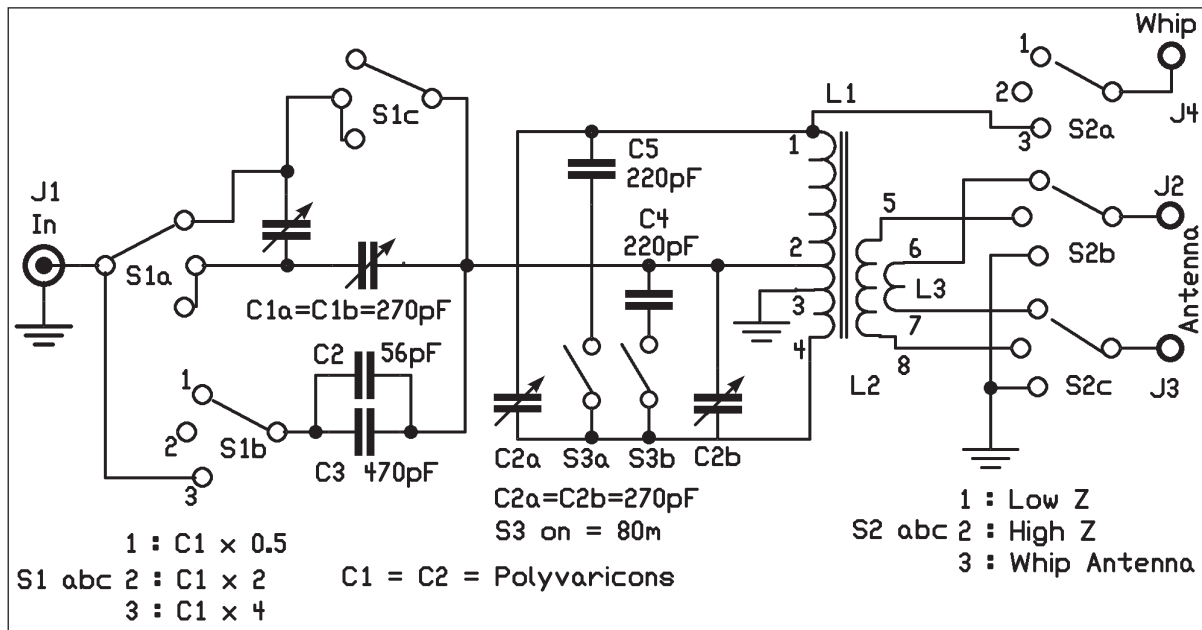 Whip
J4
1
2
3
S2a
L1
S1c
J1
In
S1a
C1a=C1b=270pF
C5
220pF
C4
220pF
1
2
3
4
5
6
7
8
L3
L2
J2
S2b
Antenna
S2c
J3
C2
56pF
1
2
3
S1b
C3
470pF
C2a
S3a
S3b
C2b
C2a=C2b=270pF
S3 on = 80m
1 : C1 x 0.5
S1 abc 2 : C1 x 2
3 : C1 x 4
C1 = C2 = Polyvaricons
1 : Low Z
S2 abc 2 : High Z
3 : Whip Antenna